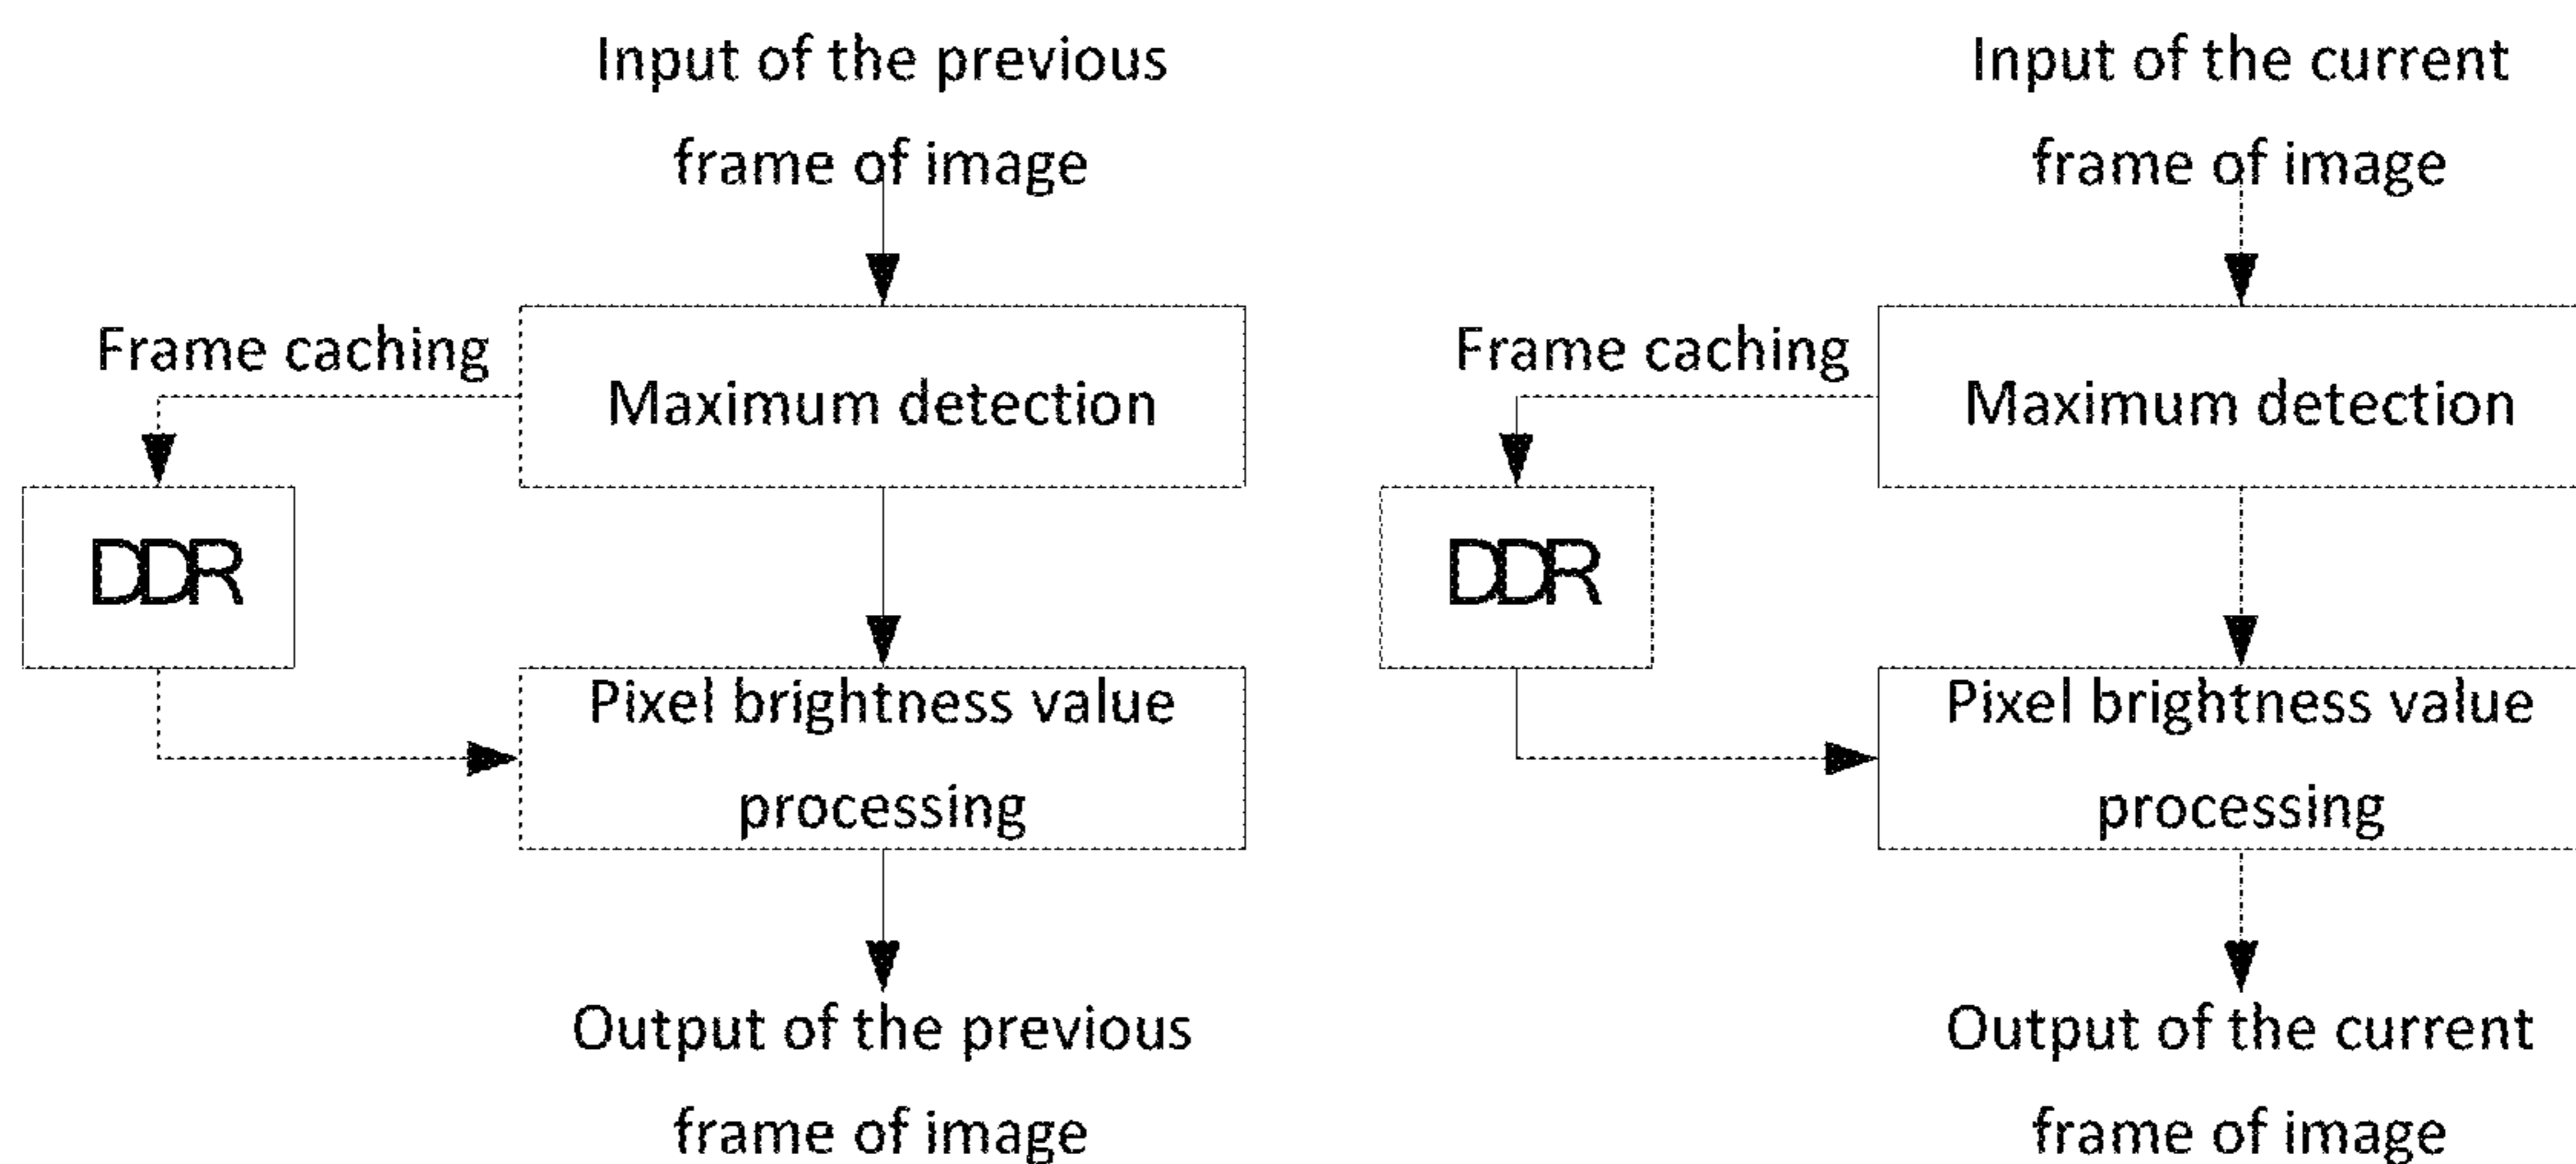 Input of the previous
frame of image
Frame caching
Maximum detection
DDR
Pixel brightness value
processing
Output of the previous
frame of image
Input of the current
frame of image
Frame caching
Maximum detection
DDR
Pixel brightness value
processing
Output of the current
frame of image